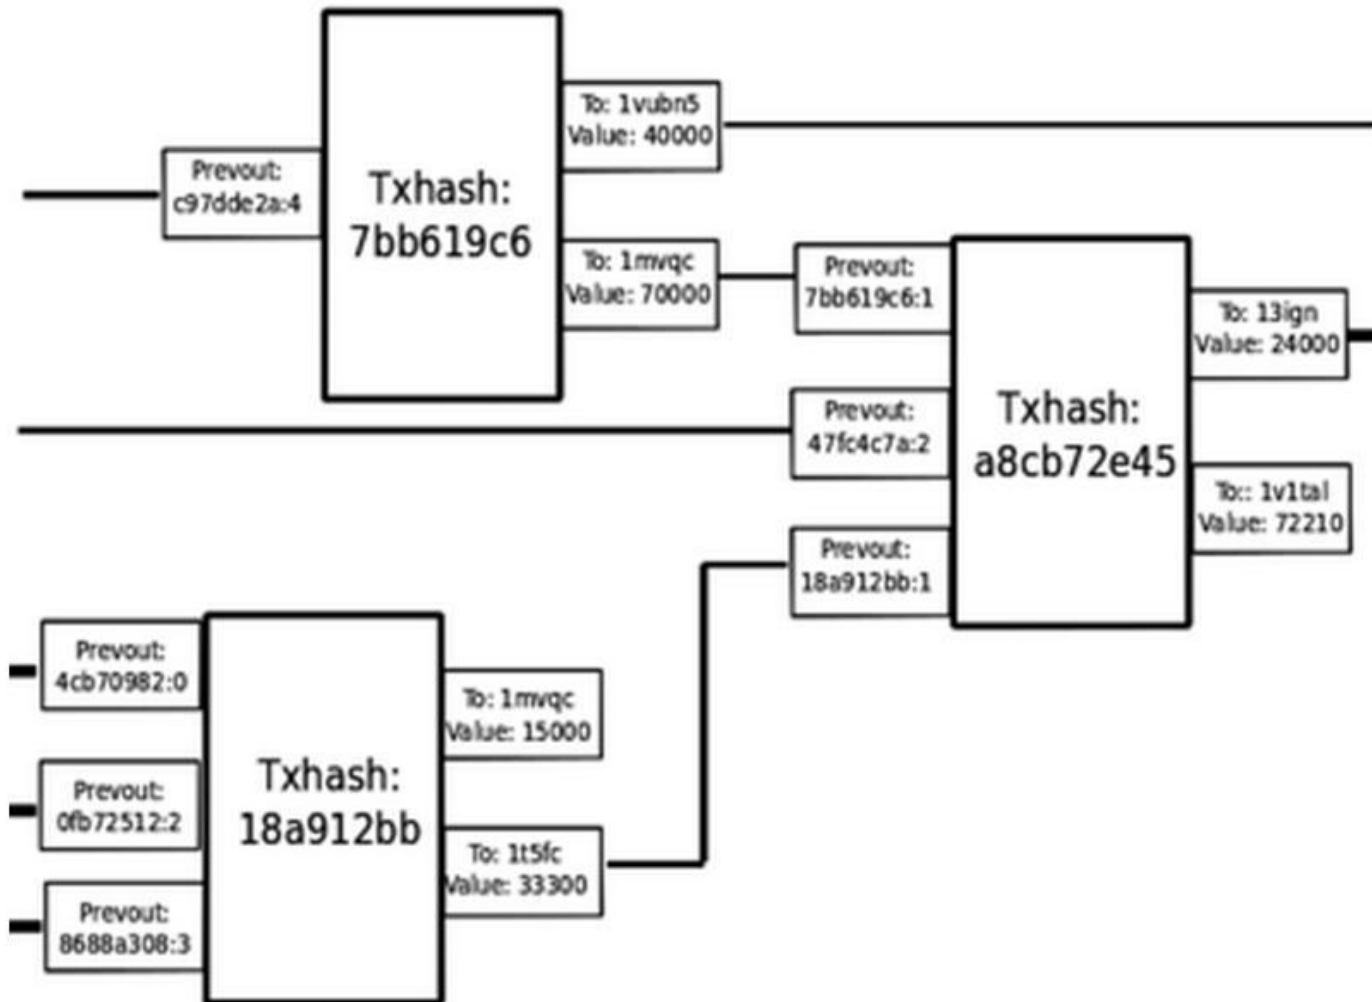 To: 1vubn5
Value: 40000
Prevout:
c97dde2a:4
Txhash:
7bb619c6
To: 1mvqc
Value: 70000
Prevout:
7bb619c6:1
To: 13ign
Value: 24000
Prevout:
47fc4c7a:2
Txhash:
a8cb72e45
To:: 1v1tal
Value: 72210
Prevout:
18a912bb:1
Prevout:
4cb70982:0
To: 1mvqc
Value: 15000
Prevout:
0fb72512:2
Txhash:
18a912bb
To: 1t5fc
Value: 33300
Prevout:
8688a308:3